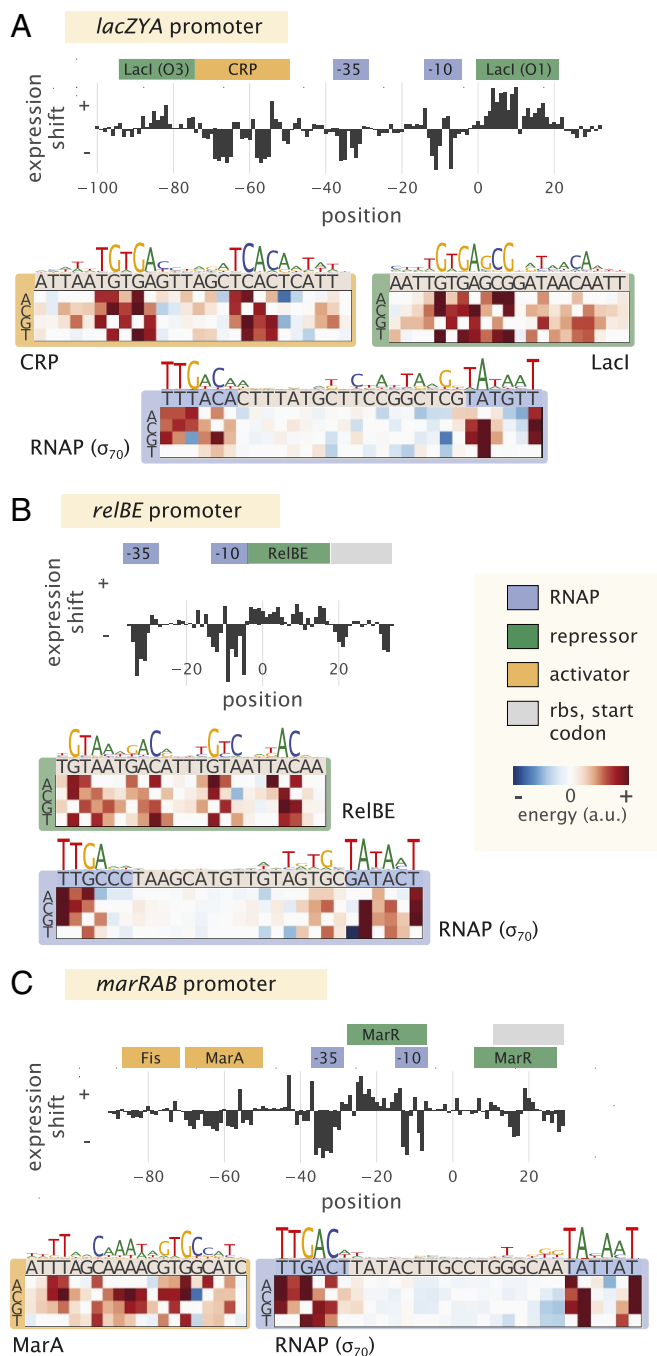 A
lacZYA promoter
LacI (O3) CRP -35 -10 LacI (O1)
+
expression
shift
-
−100 −80 −60 −40 −20 0 20
position
ATTAATGTGAGTTAGCTCACTCATT
A
C
G
T
CRP
AATTGTGAGCGGATAACAATT
A
C
G
T
LacI
TTTACACTTTATGCTTCCGGCTCGTATGTT
A
C
G
T
RNAP (σ70)
B
relBE promoter
-35 -10 RelBE
+
expression
shift
-
−20 0 20
position
RNAP
repressor
activator
rbs, start
codon
- 0 +
energy (a.u.)
TGTAATGACATTTGTAATTACAA
A
C
G
T
RelBE
TTGCCCTAAGCATGTTGTAGTGCGATACT
A
C
G
T
RNAP (σ70)
C
marRAB promoter
MarR
Fis MarA -35 -10 MarR
+
expression
shift
-
−80 −60 −40 −20 0 20
position
ATTTAGCAAAACGTGGCATC
A
C
G
T
MarA
TTGACTTATACTTGCCTGGGCAATATTAT
A
C
G
T
RNAP (σ70)